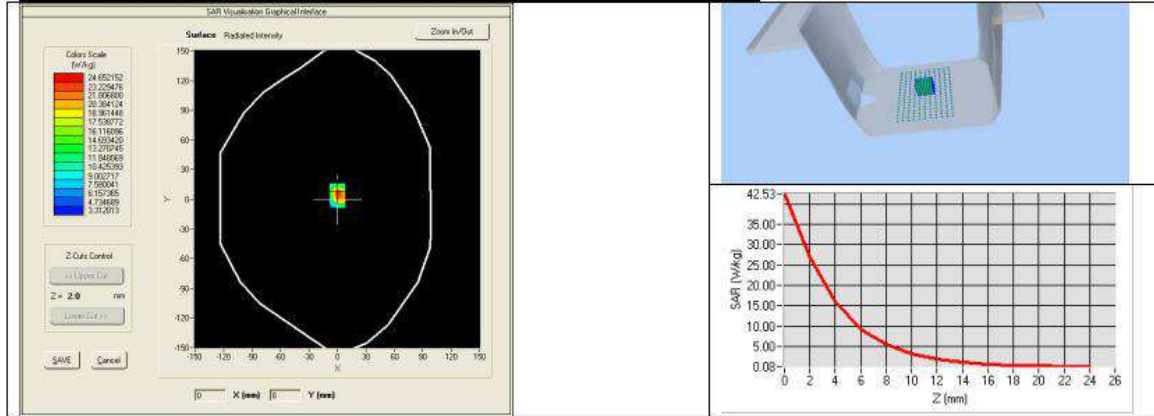 SAR Visualisation Graphical Interface
Surface Radiated Intensity
Zoom In/Out
Colors Scale
(W/kg)
24.652152
23.229476
21.806800
20.384124
18.961448
17.538772
16.116096
14.693420
13.270745
11.848069
10.425393
9.002717
7.580041
6.157365
4.734689
3.312013
150
120
90
60
30
0
-30
-60
-90
-120
-150
Y
-150 -120 -90 -60 -30 0 30 60 90 120 150
X
Z-Cuts Control
<< Upper Cut
Z = 2.0 mm
Lower Cut >>
SAVE Cancel
0 X (mm) 0 Y (mm)
42.53
35.00
30.00
25.00
20.00
15.00
10.00
5.00
0.08
SAR (W/kg)
0 2 4 6 8 10 12 14 16 18 20 22 24 26
Z (mm)